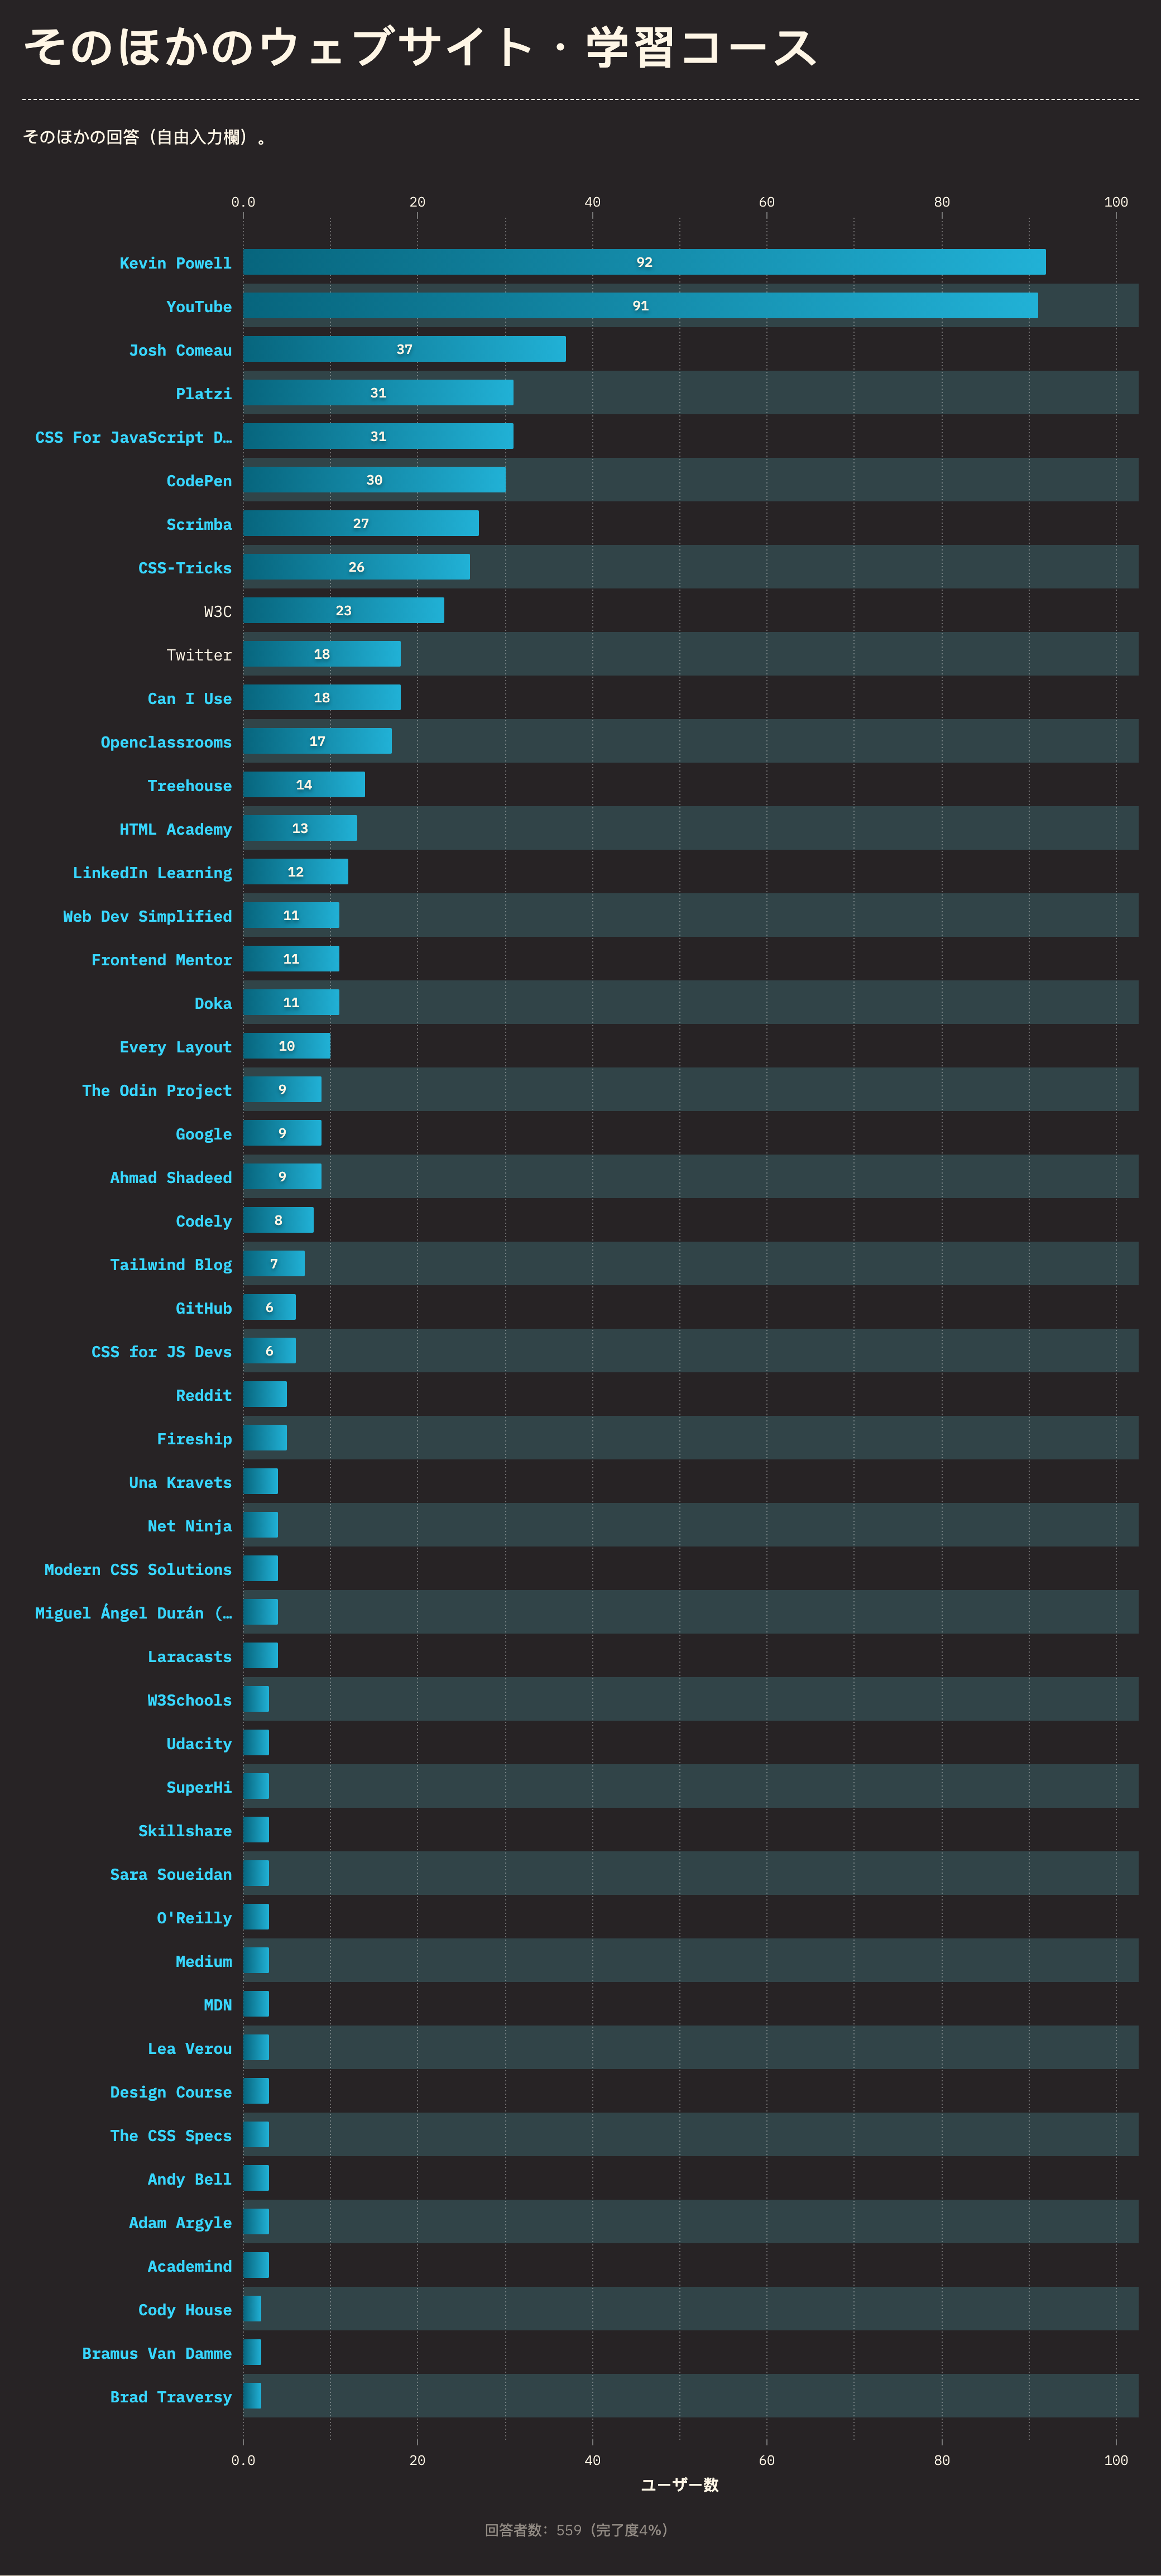 そのほかのウェブサイト・学習コース
そのほかの回答（自由入力欄）。
0.0 20 40 60 80 100
Kevin Powell 92
YouTube 91
Josh Comeau 37
Platzi 31
CSS For JavaScript D… 31
CodePen 30
Scrimba 27
CSS-Tricks 26
W3C 23
Twitter 18
Can I Use 18
Openclassrooms 17
Treehouse 14
HTML Academy 13
LinkedIn Learning 12
Web Dev Simplified 11
Frontend Mentor 11
Doka 11
Every Layout 10
The Odin Project 9
Google 9
Ahmad Shadeed 9
Codely 8
Tailwind Blog 7
GitHub 6
CSS for JS Devs 6
Reddit
Fireship
Una Kravets
Net Ninja
Modern CSS Solutions
Miguel Ángel Durán (…
Laracasts
W3Schools
Udacity
SuperHi
Skillshare
Sara Soueidan
O'Reilly
Medium
MDN
Lea Verou
Design Course
The CSS Specs
Andy Bell
Adam Argyle
Academind
Cody House
Bramus Van Damme
Brad Traversy
0.0 20 40 60 80 100
ユーザー数
回答者数: 559 (完了度4%)